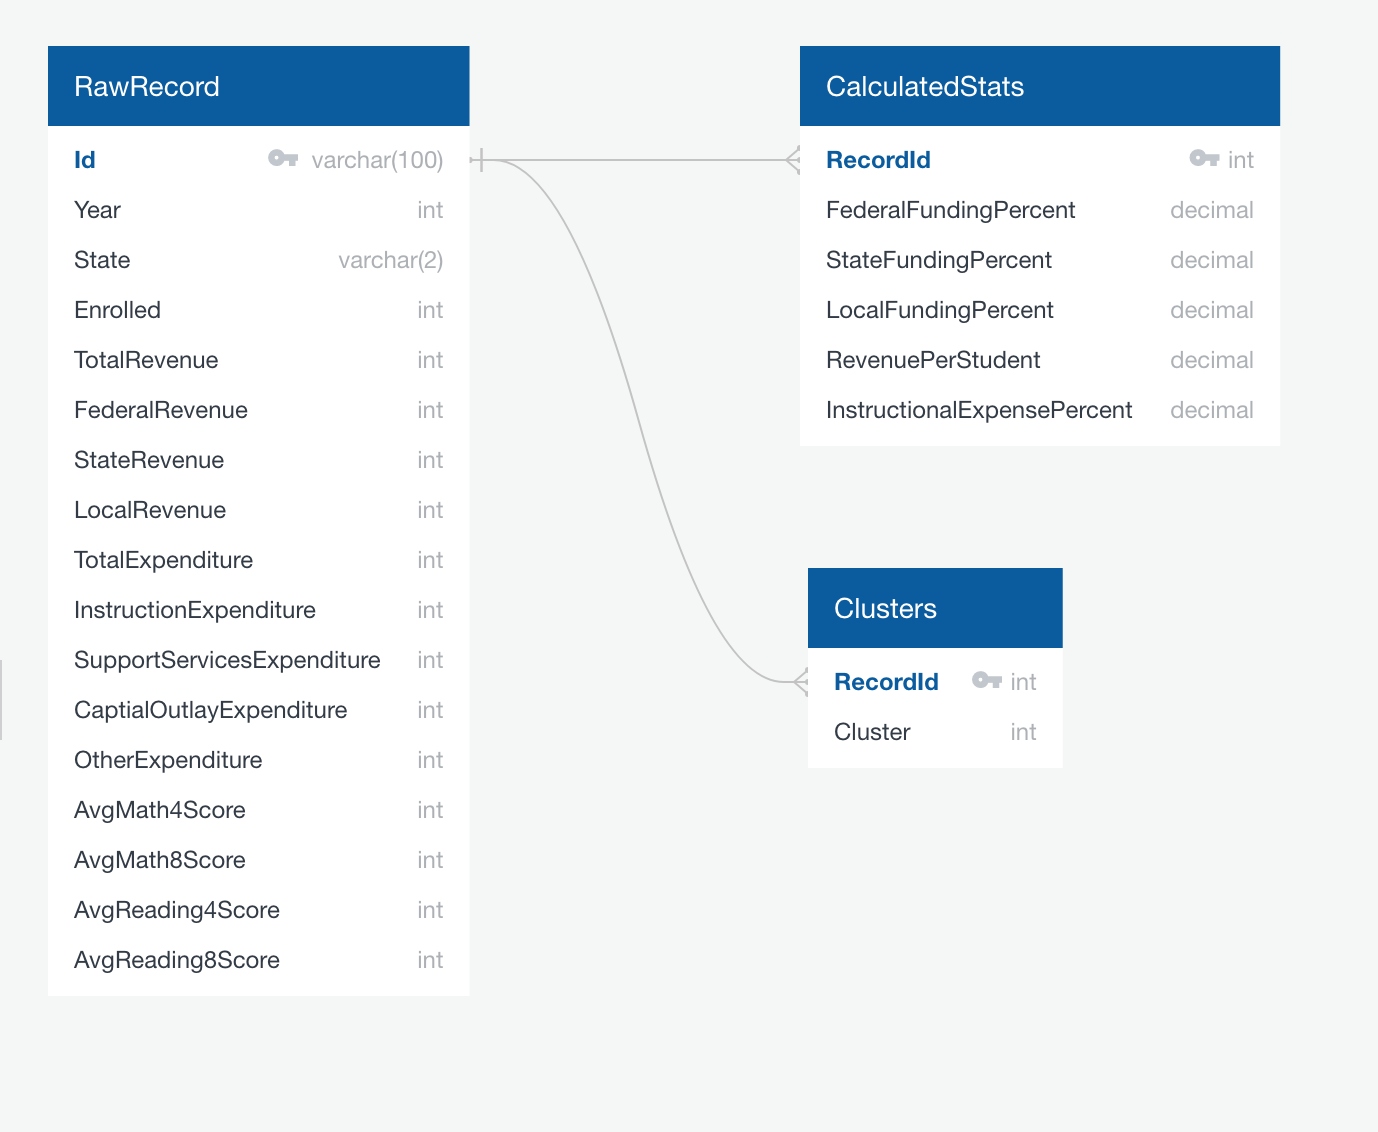 RawRecord
Id varchar(100)
Year int
State varchar(2)
Enrolled int
TotalRevenue int
FederalRevenue int
StateRevenue int
LocalRevenue int
TotalExpenditure int
InstructionExpenditure int
SupportServicesExpenditure int
CaptialOutlayExpenditure int
OtherExpenditure int
AvgMath4Score int
AvgMath8Score int
AvgReading4Score int
AvgReading8Score int
CalculatedStats
RecordId int
FederalFundingPercent decimal
StateFundingPercent decimal
LocalFundingPercent decimal
RevenuePerStudent decimal
InstructionalExpensePercent decimal
Clusters
RecordId int
Cluster int